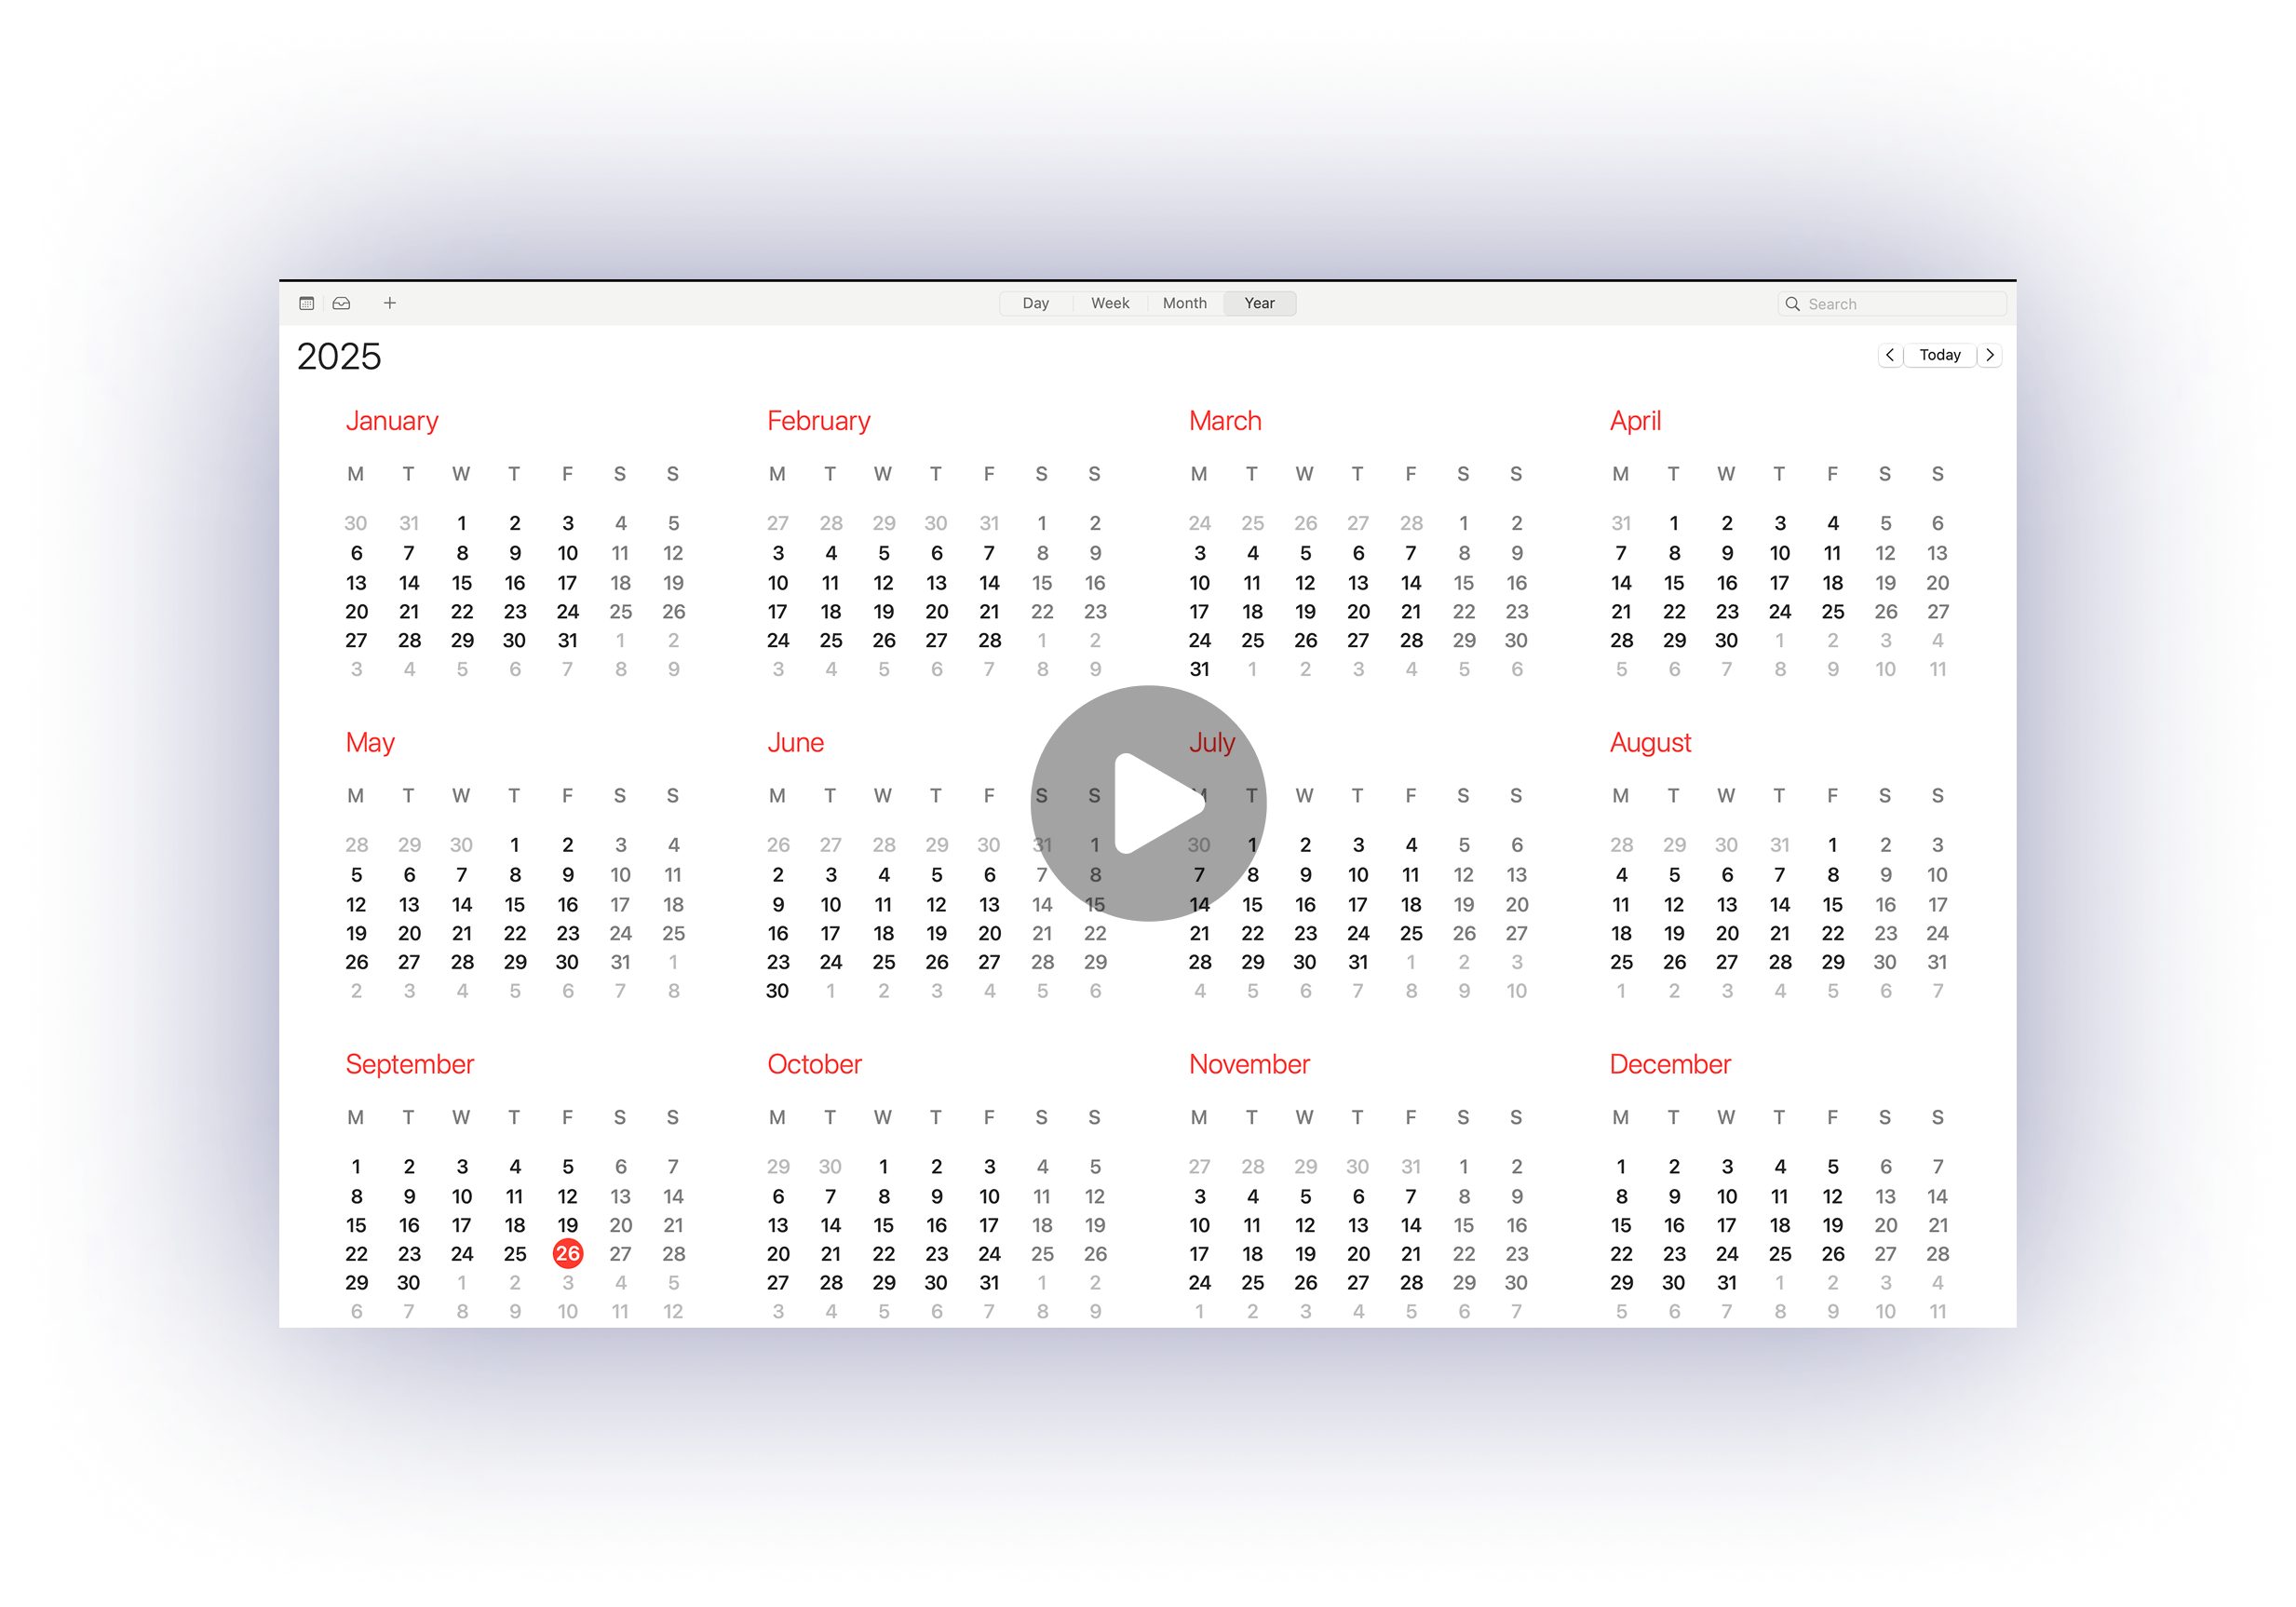 Day Week Month Year Search
2025 Today
January February March April
M T W T F S S M T W T F S S M T W T F S S M T W T F S S
30 31 1 2 3 4 5 27 28 29 30 31 1 2 24 25 26 27 28 1 2 31 1 2 3 4 5 6
6 7 8 9 10 11 12 3 4 5 6 7 8 9 3 4 5 6 7 8 9 7 8 9 10 11 12 13
13 14 15 16 17 18 19 10 11 12 13 14 15 16 10 11 12 13 14 15 16 14 15 16 17 18 19 20
20 21 22 23 24 25 26 17 18 19 20 21 22 23 17 18 19 20 21 22 23 21 22 23 24 25 26 27
27 28 29 30 31 1 2 24 25 26 27 28 1 2 24 25 26 27 28 29 30 28 29 30 1 2 3 4
3 4 5 6 7 8 9 3 4 5 6 7 8 9 31 1 2 3 4 5 6 5 6 7 8 9 10 11
May June July August
M T W T F S S M T W T F S S M T W T F S S M T W T F S S
28 29 30 1 2 3 4 26 27 28 29 30 31 1 30 1 2 3 4 5 6 28 29 30 31 1 2 3
5 6 7 8 9 10 11 2 3 4 5 6 7 8 7 8 9 10 11 12 13 4 5 6 7 8 9 10
12 13 14 15 16 17 18 9 10 11 12 13 14 15 14 15 16 17 18 19 20 11 12 13 14 15 16 17
19 20 21 22 23 24 25 16 17 18 19 20 21 22 21 22 23 24 25 26 27 18 19 20 21 22 23 24
26 27 28 29 30 31 1 23 24 25 26 27 28 29 28 29 30 31 1 2 3 25 26 27 28 29 30 31
2 3 4 5 6 7 8 30 1 2 3 4 5 6 4 5 6 7 8 9 10 1 2 3 4 5 6 7
September October November December
M T W T F S S M T W T F S S M T W T F S S M T W T F S S
1 2 3 4 5 6 7 29 30 1 2 3 4 5 27 28 29 30 31 1 2 1 2 3 4 5 6 7
8 9 10 11 12 13 14 6 7 8 9 10 11 12 3 4 5 6 7 8 9 8 9 10 11 12 13 14
15 16 17 18 19 20 21 13 14 15 16 17 18 19 10 11 12 13 14 15 16 15 16 17 18 19 20 21
22 23 24 25 26 27 28 20 21 22 23 24 25 26 17 18 19 20 21 22 23 22 23 24 25 26 27 28
29 30 1 2 3 4 5 27 28 29 30 31 1 2 24 25 26 27 28 29 30 29 30 31 1 2 3 4
6 7 8 9 10 11 12 3 4 5 6 7 8 9 1 2 3 4 5 6 7 5 6 7 8 9 10 11